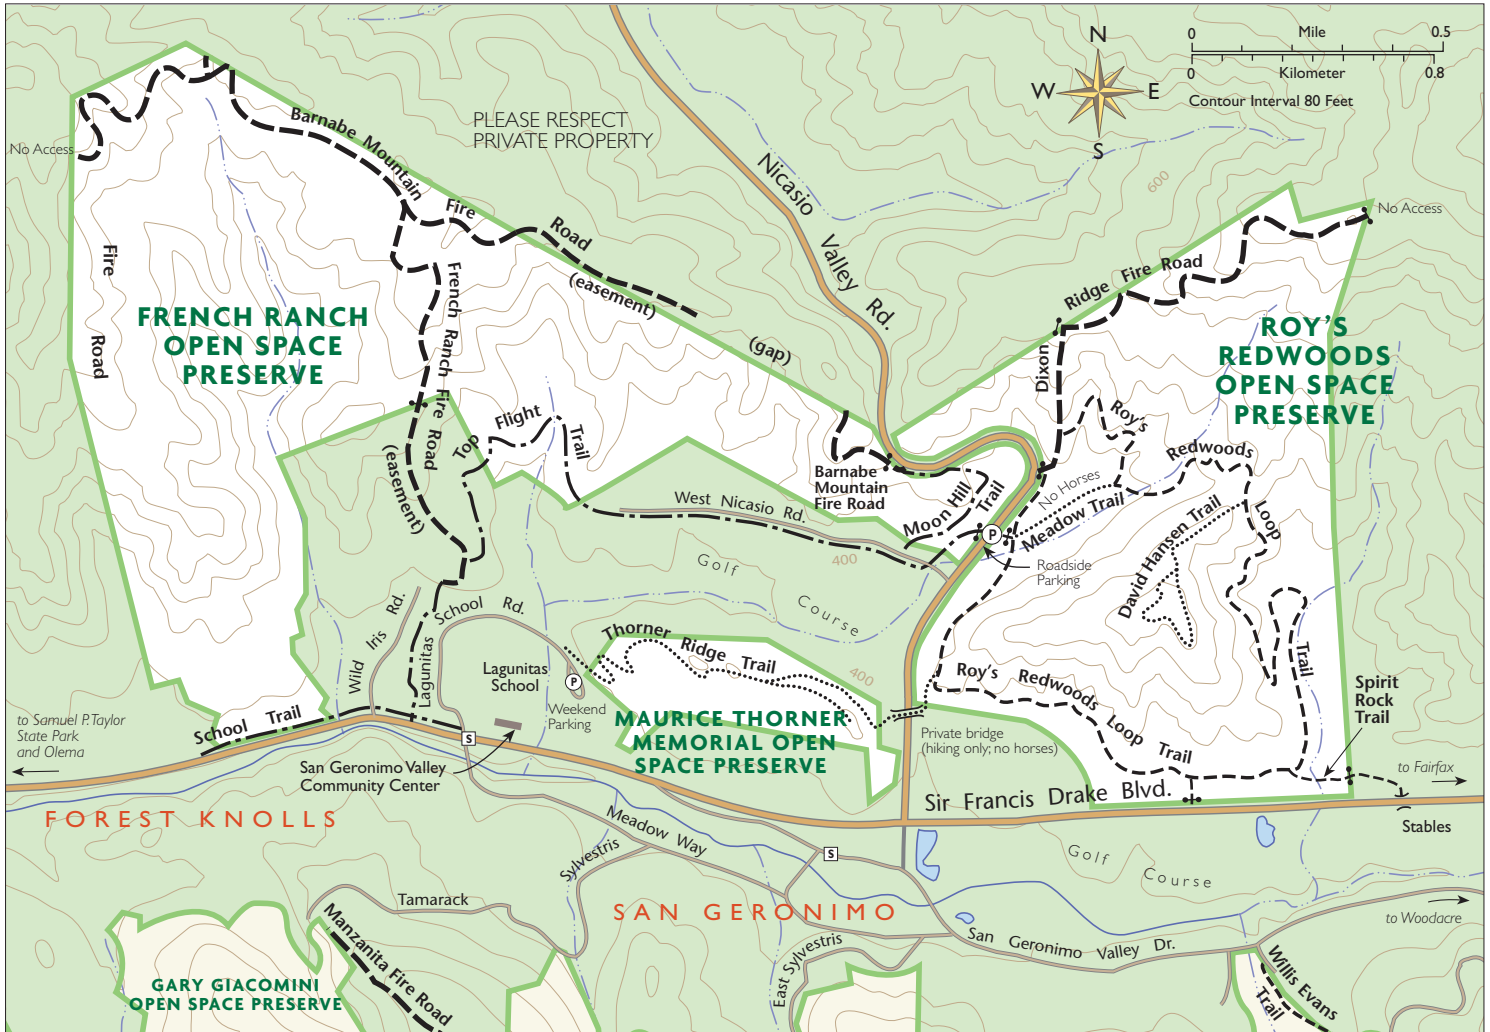 N
W
E
S
0
Mile
0.5
0
Kilometer
0.8
Contour Interval 80 Feet
PLEASE RESPECT
PRIVATE PROPERTY
No Access
Barnabe Mountain Fire Road
(easement)
(gap)
Nicasio Valley Rd.
600
No Access
Fire Road
FRENCH RANCH
OPEN SPACE
PRESERVE
French Ranch Fire Road
(easement)
Dixon Ridge Fire Road
ROY'S
REDWOODS
OPEN SPACE
PRESERVE
Top Flight Trail
Barnabe
Mountain
Fire Road
Moon Hill Trail
West Nicasio Rd.
No Horses
Meadow Trail
P
Roadside
Parking
Roy's Redwoods Loop Trail
David Hansen Trail
400
Golf Course
Wild Iris Rd.
Lagunitas School Rd.
Lagunitas
School
P
Weekend
Parking
Thorner Ridge Trail
400
MAURICE THORNER
MEMORIAL OPEN
SPACE PRESERVE
Private bridge
(hiking only; no horses)
Roy's Redwoods Loop Trail
Spirit
Rock
Trail
School Trail
to Samuel P. Taylor
State Park
and Olema
S
San Geronimo Valley
Community Center
to Fairfax
Sir Francis Drake Blvd.
Stables
FOREST KNOLLS
Meadow Way
Sylvestris
S
Golf Course
Tamarack
SAN GERONIMO
to Woodacre
Manzanita Fire Road
San Geronimo Valley Dr.
East Sylvestris
Willis Evans
Trail
GARY GIACOMINI
OPEN SPACE PRESERVE